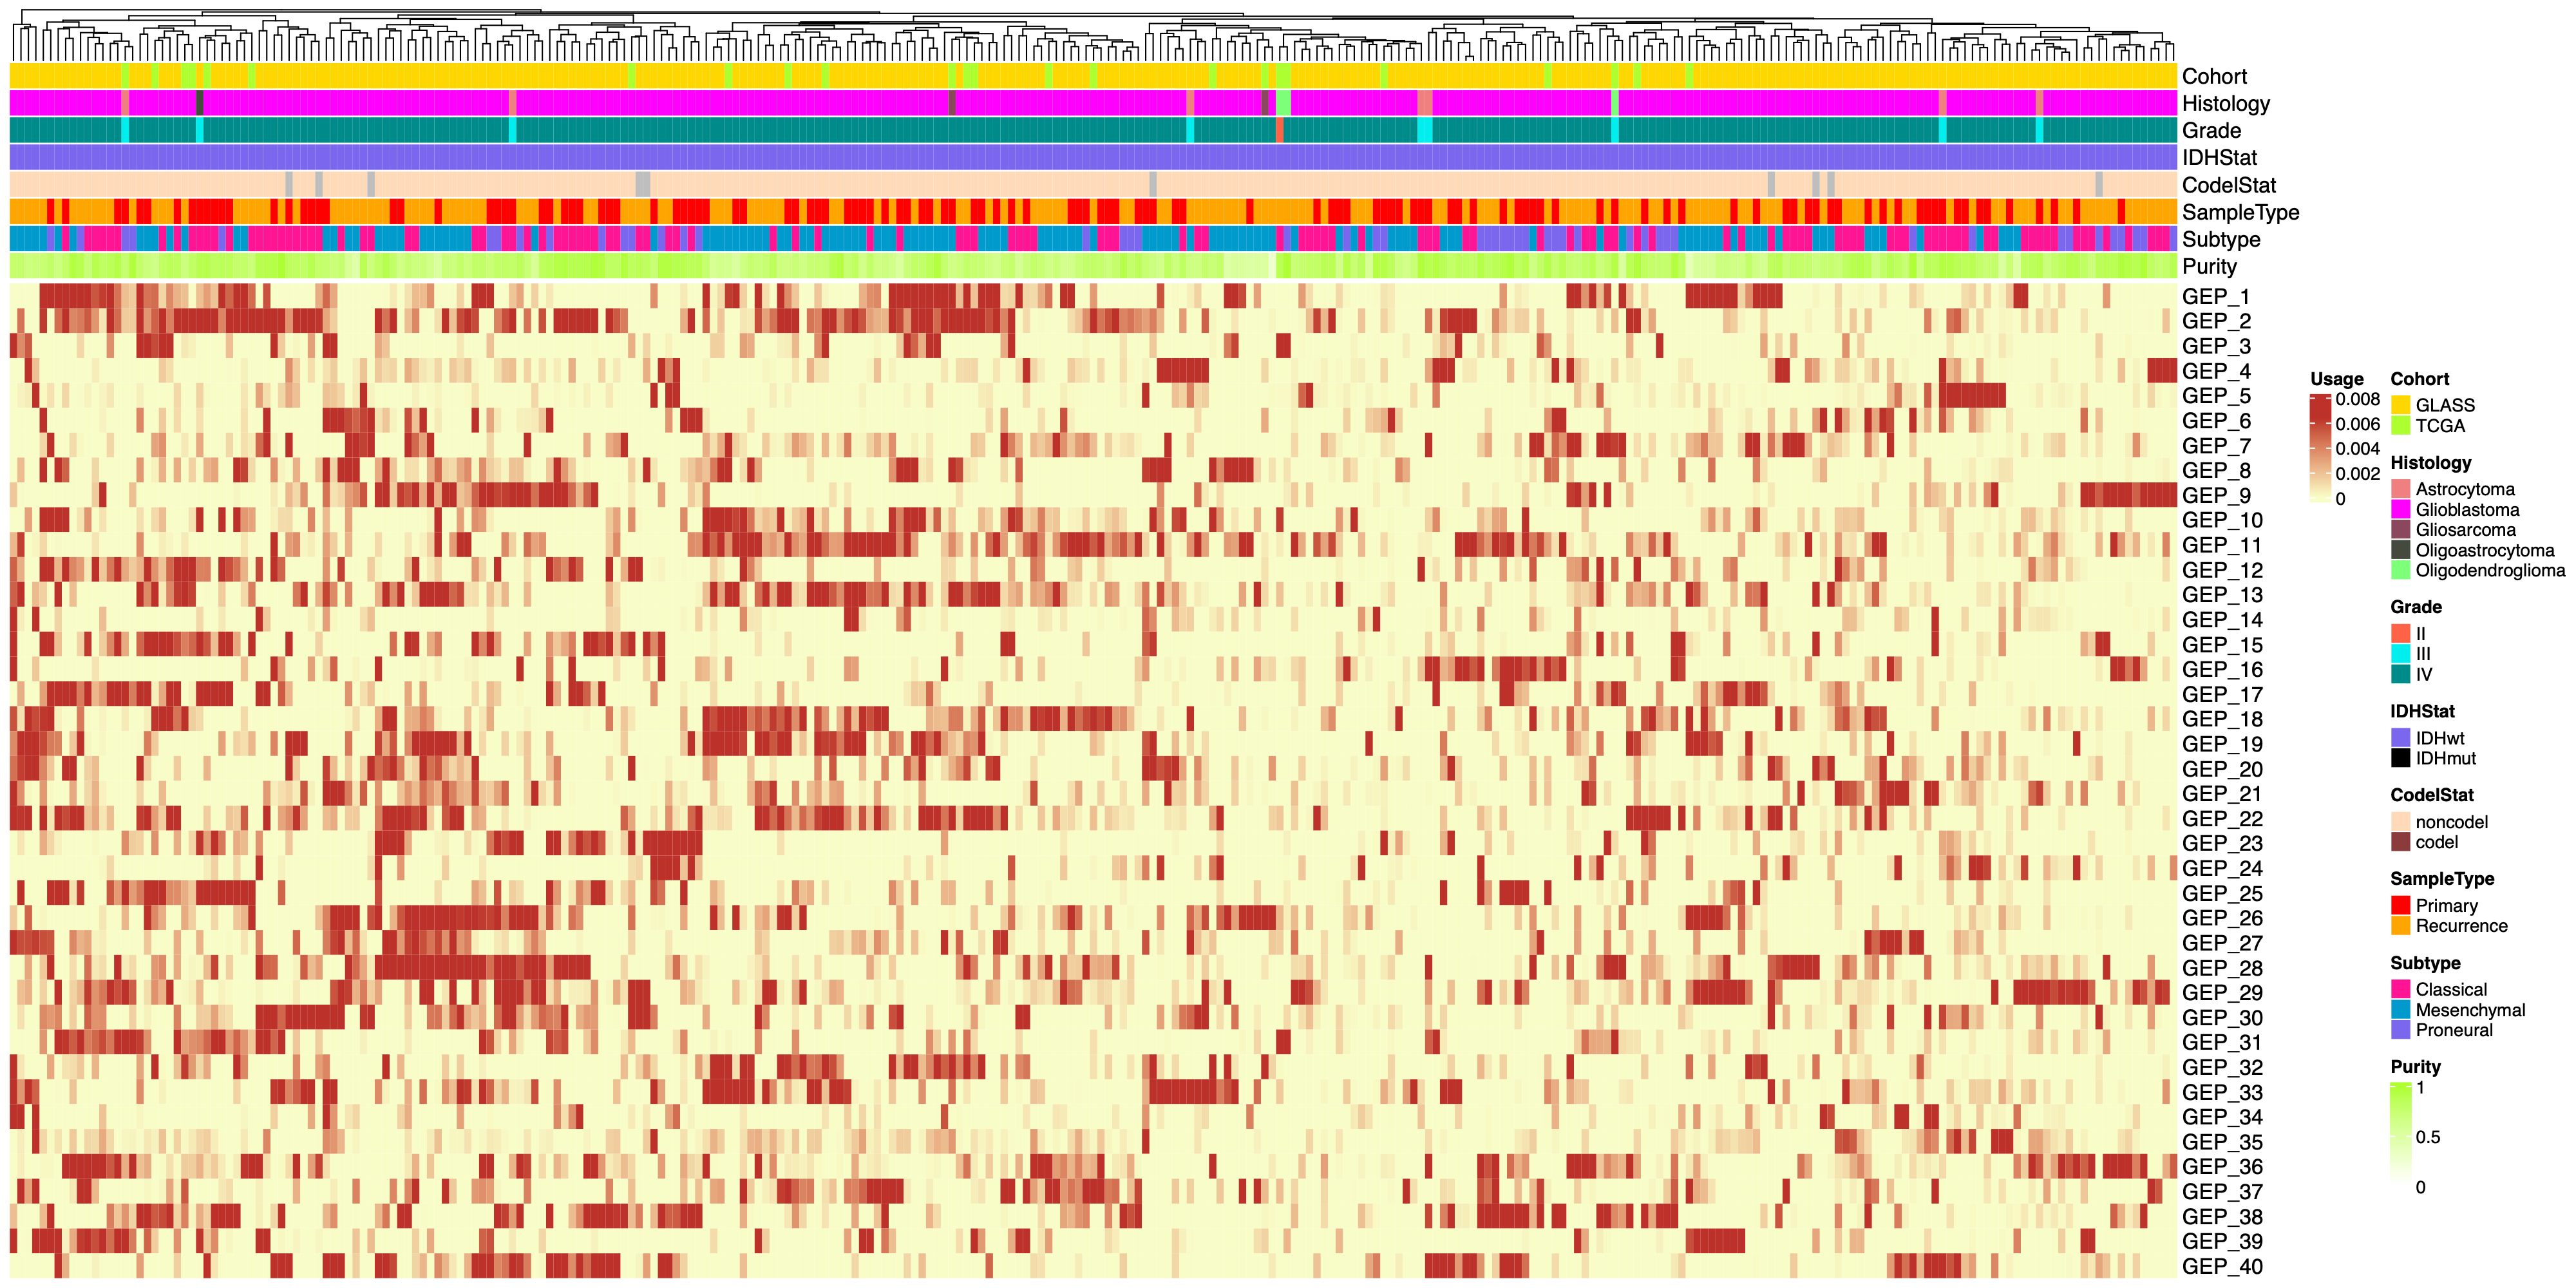 Cohort
Histology
Grade
IDHStat
CodelStat
SampleType
Subtype
Purity
GEP_1
GEP_2
GEP_3
GEP_4
GEP_5
GEP_6
GEP_7
GEP_8
GEP_9
GEP_10
GEP_11
GEP_12
GEP_13
GEP_14
GEP_15
GEP_16
GEP_17
GEP_18
GEP_19
GEP_20
GEP_21
GEP_22
GEP_23
GEP_24
GEP_25
GEP_26
GEP_27
GEP_28
GEP_29
GEP_30
GEP_31
GEP_32
GEP_33
GEP_34
GEP_35
GEP_36
GEP_37
GEP_38
GEP_39
GEP_40
Usage
0.008
0.006
0.004
0.002
0
Cohort
GLASS
TCGA
Histology
Astrocytoma
Glioblastoma
Gliosarcoma
Oligoastrocytoma
Oligodendroglioma
Grade
II
III
IV
IDHStat
IDHwt
IDHmut
CodelStat
noncodel
codel
SampleType
Primary
Recurrence
Subtype
Classical
Mesenchymal
Proneural
Purity
1
0.5
0